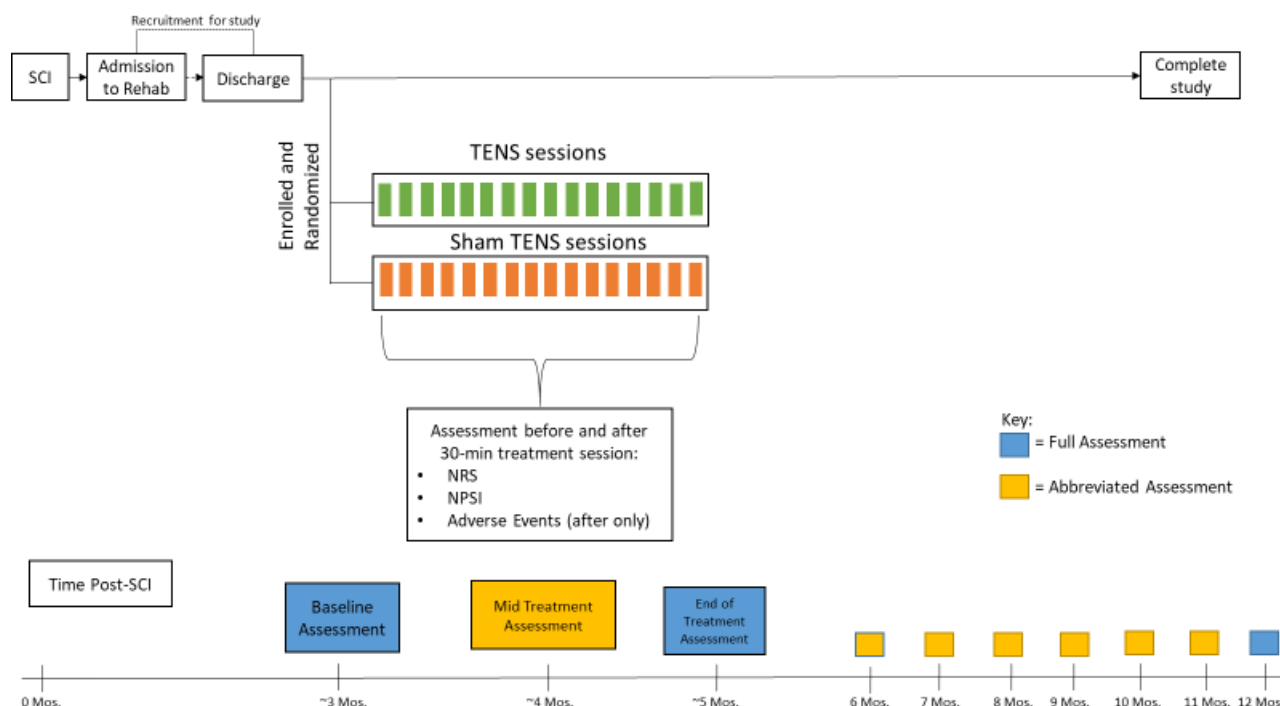 Recruitment for study
SCI
Admission
to Rehab
Discharge
Complete
study
Enrolled and
Randomized
TENS sessions
Sham TENS sessions
Assessment before and after
30-min treatment session:
• NRS
• NPSI
• Adverse Events (after only)
Key:
= Full Assessment
= Abbreviated Assessment
Time Post-SCI
Baseline
Assessment
Mid Treatment
Assessment
End of
Treatment
Assessment
0 Mos.
~3 Mos.
~4 Mos.
~5 Mos.
6 Mos.
7 Mos.
8 Mos.
9 Mos.
10 Mos.
11 Mos.
12 Mos.